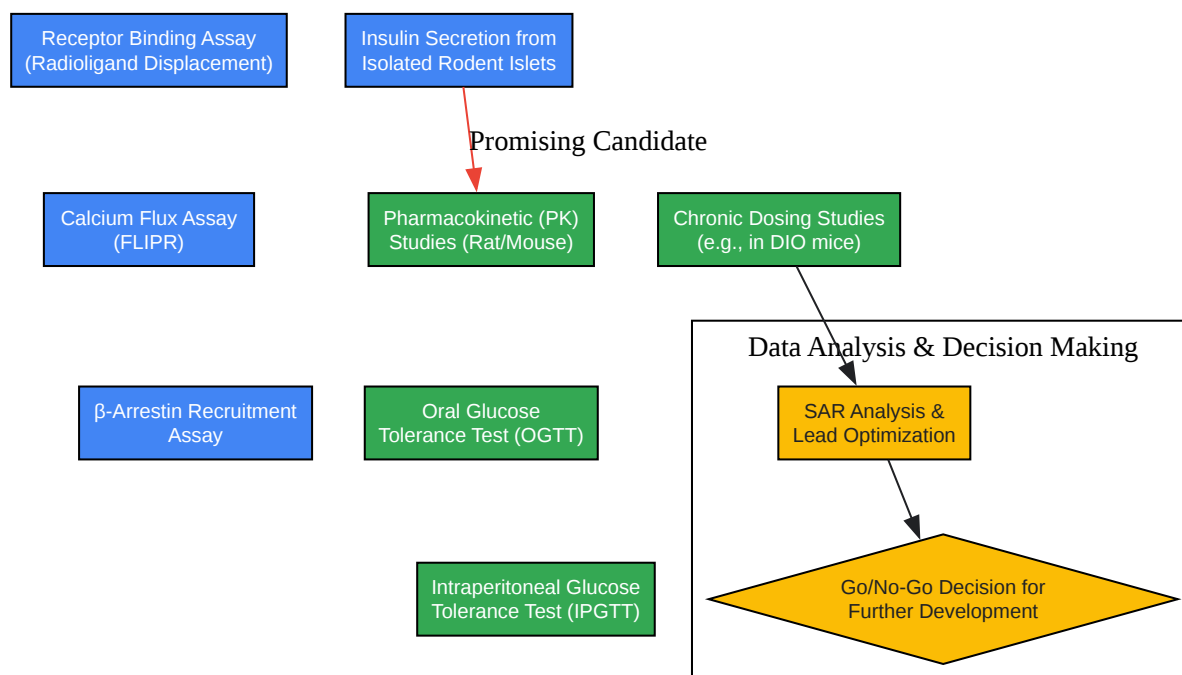 Receptor Binding Assay
(Radioligand Displacement)
Insulin Secretion from
Isolated Rodent Islets
Promising Candidate
Calcium Flux Assay
(FLIPR)
Pharmacokinetic (PK)
Studies (Rat/Mouse)
Chronic Dosing Studies
(e.g., in DIO mice)
Data Analysis & Decision Making
β-Arrestin Recruitment
Assay
Oral Glucose
Tolerance Test (OGTT)
SAR Analysis &
Lead Optimization
Intraperitoneal Glucose
Tolerance Test (IPGTT)
Go/No-Go Decision for
Further Development